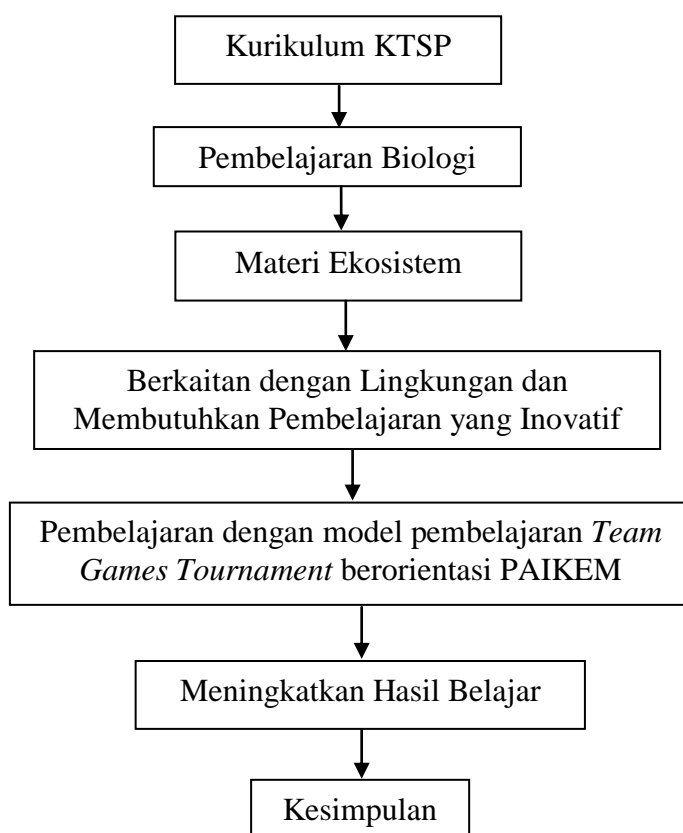 Kurikulum KTSP
Pembelajaran Biologi
Materi Ekosistem
Berkaitan dengan Lingkungan dan
Membutuhkan Pembelajaran yang Inovatif
Pembelajaran dengan model pembelajaran Team
Games Tournament berorientasi PAIKEM
Meningkatkan Hasil Belajar
Kesimpulan